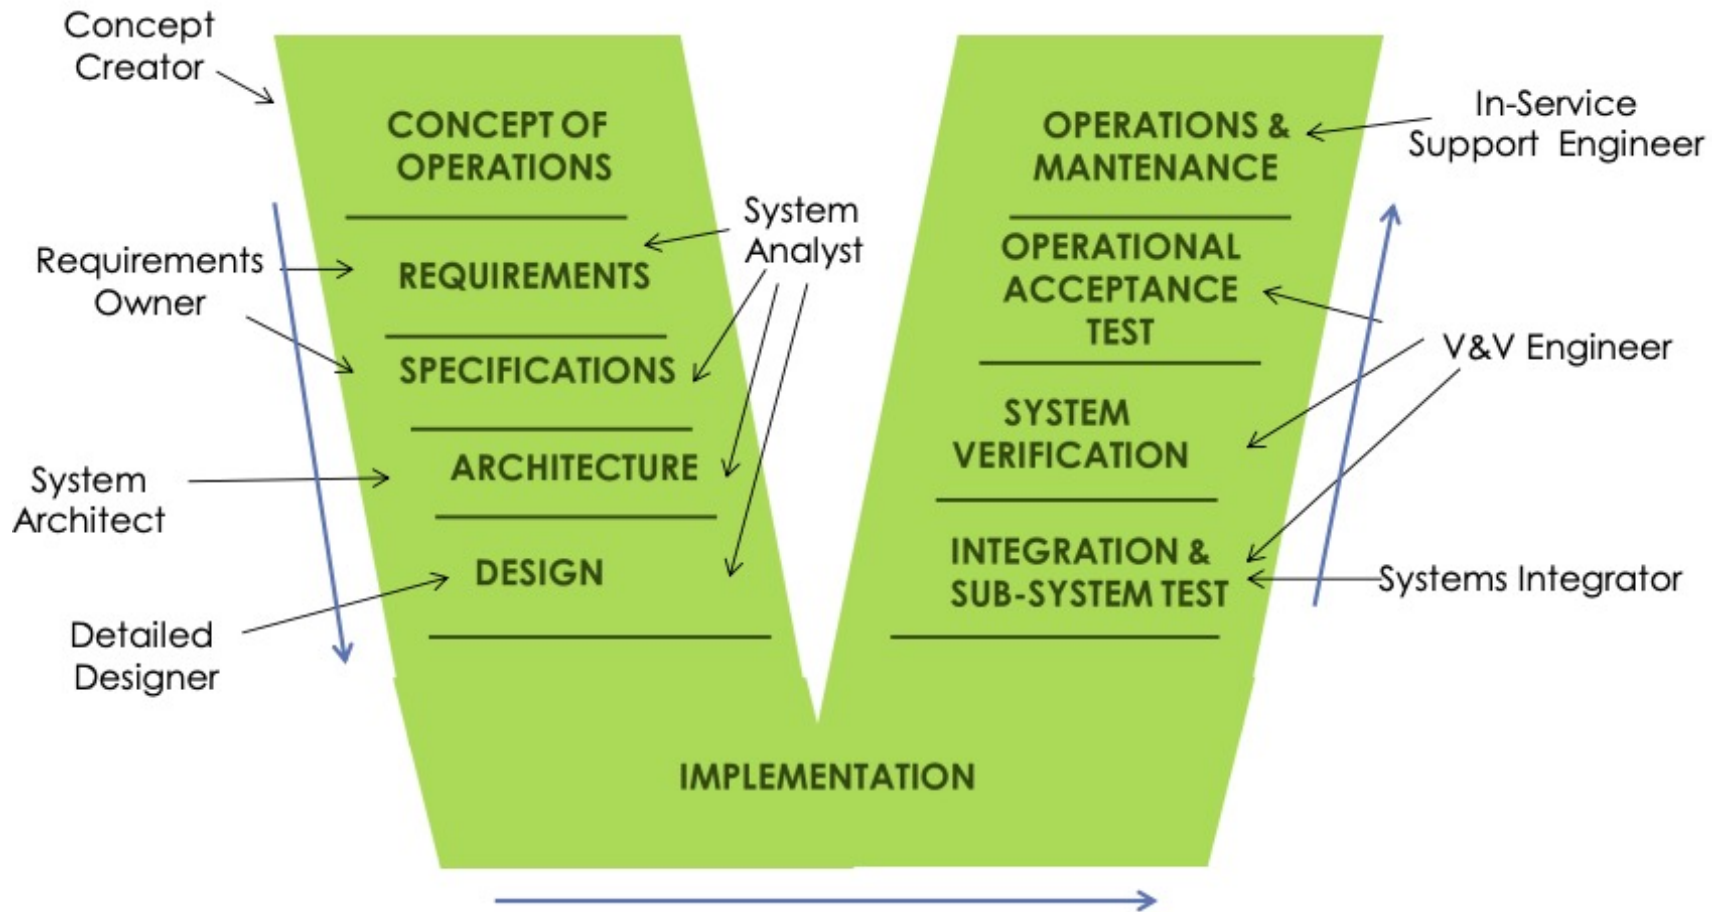 Concept
Creator
CONCEPT OF
OPERATIONS
Requirements
Owner
REQUIREMENTS
System
Analyst
SPECIFICATIONS
System
Architect
ARCHITECTURE
Detailed
Designer
DESIGN
IMPLEMENTATION
OPERATIONS &
MANTENANCE
In-Service
Support Engineer
OPERATIONAL
ACCEPTANCE
TEST
V&V Engineer
SYSTEM
VERIFICATION
INTEGRATION &
SUB-SYSTEM TEST
Systems Integrator